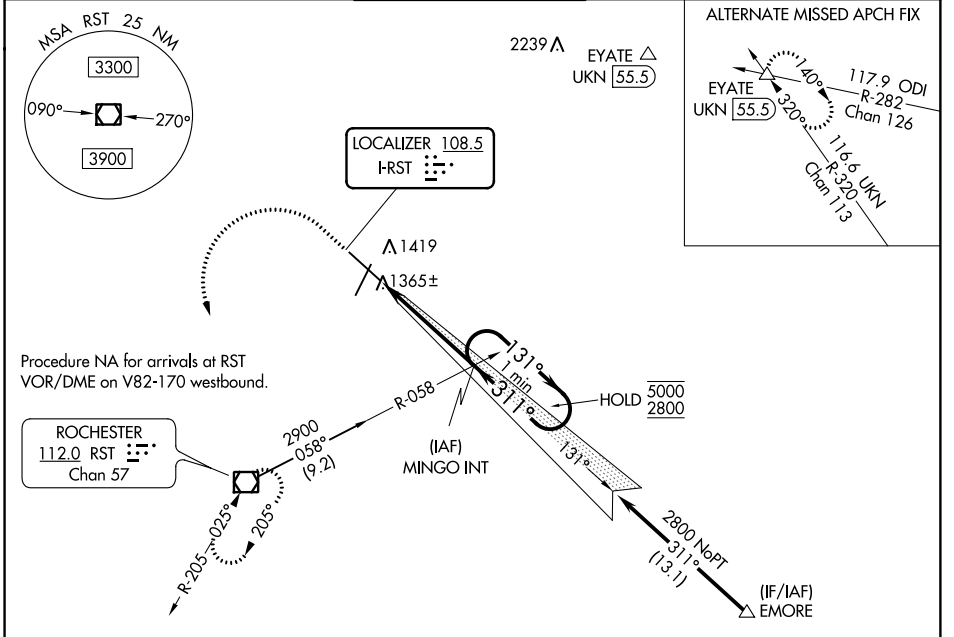 MSA RST 25 NM
3300
090°
270°
3900
2239
EYATE
UKN 55.5
ALTERNATE MISSED APCH FIX
EYATE
UKN 55.5
140°
320°
117.9 ODI
R-282
Chan 126
116.6 UKN
R-320
Chan 113
LOCALIZER 108.5
I-RST
1419
1365±
Procedure NA for arrivals at RST
VOR/DME on V82-170 westbound.
ROCHESTER
112.0 RST
Chan 57
2900
058°
(9.2)
R-058
131°
1 min
311°
HOLD 5000
2800
(IAF)
MINGO INT
131°
R-205
025°
205°
2800 NoPT
311°
(13.1)
(IF/IAF)
EMORE